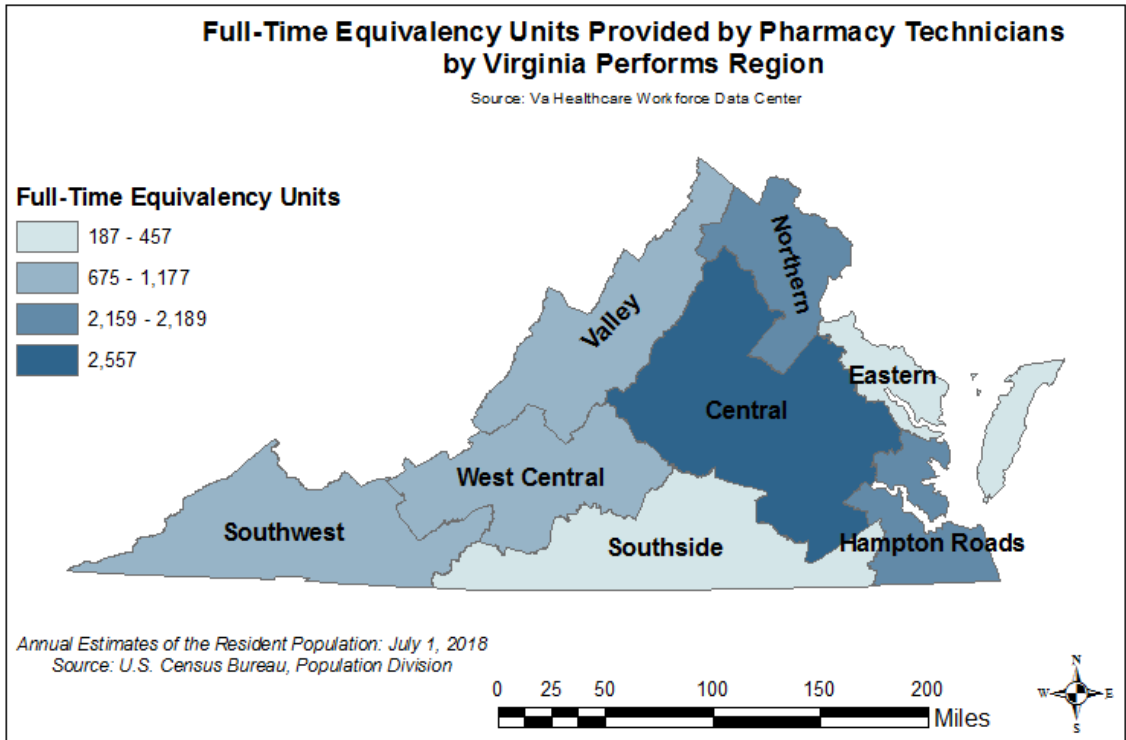 Full-Time Equivalency Units Provided by Pharmacy Technicians
by Virginia Performs Region
Source: Va Healthcare Workforce Data Center
Full-Time Equivalency Units
187 - 457
675 - 1,177
2,159 - 2,189
2,557
Northern
Valley
Eastern
Central
West Central
Southwest
Southside
Hampton Roads
Annual Estimates of the Resident Population: July 1, 2018
Source: U.S. Census Bureau, Population Division
0 25 50 100 150 200
Miles
N
W E
S